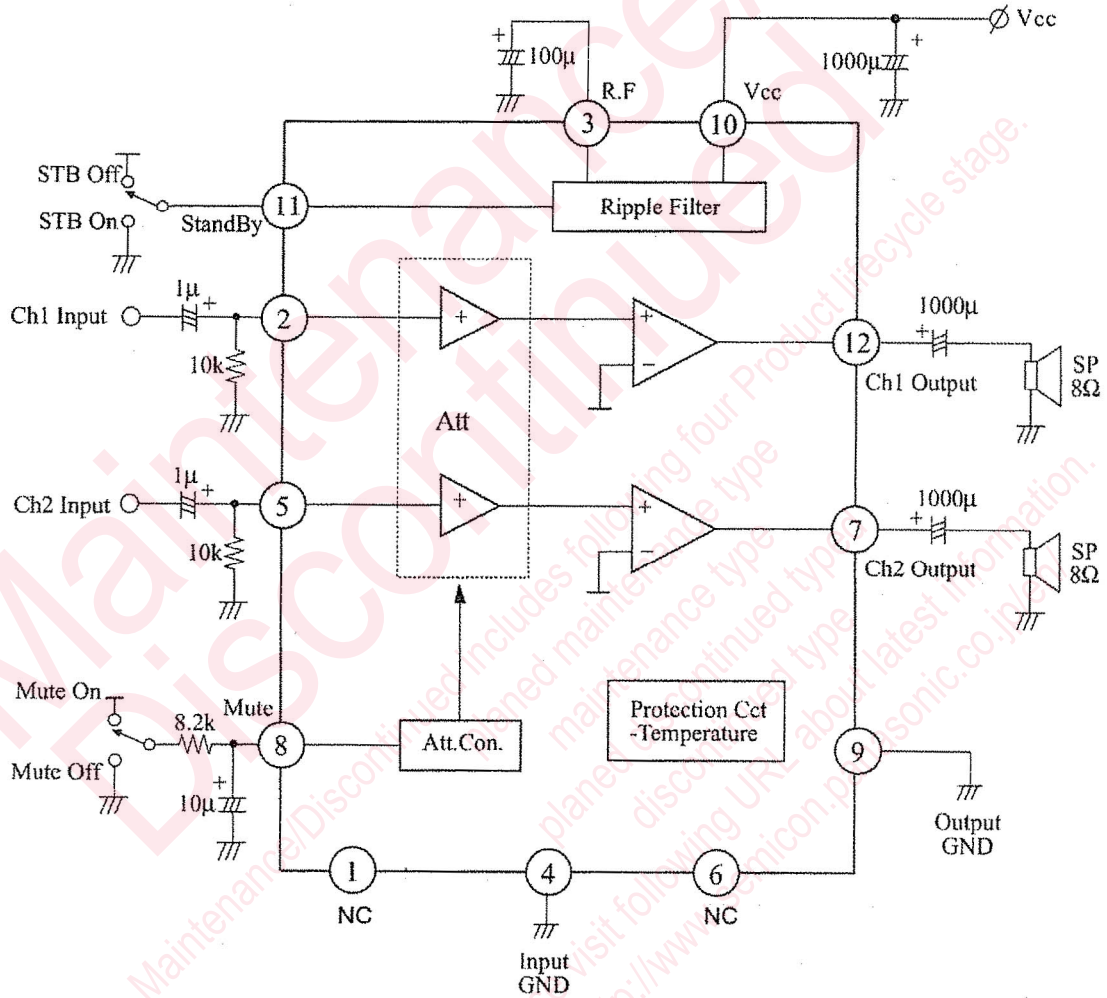 Vcc
+
100µ
1000µ
+
R.F
Vcc
3
10
STB Off
STB On
StandBy
11
Ripple Filter
Ch1 Input
1µ
+
10k
2
+
+
−
12
Ch1 Output
+
1000µ
SP
8Ω
Att
Ch2 Input
1µ
+
10k
5
+
+
−
7
Ch2 Output
+
1000µ
SP
8Ω
Mute On
Mute Off
8.2k
Mute
+
10µ
8
Att.Con.
Protection Cct
-Temperature
9
Output
GND
1
NC
4
Input
GND
6
NC
Maintenance/
Discontinued
Maintenance/Discontinued includes following four Product lifecycle stage.
planed maintenance type
maintenance type
planed discontinued type
discontinued type
visit following URL about latest information.
http://www.semicon.panasonic.co.jp/en/